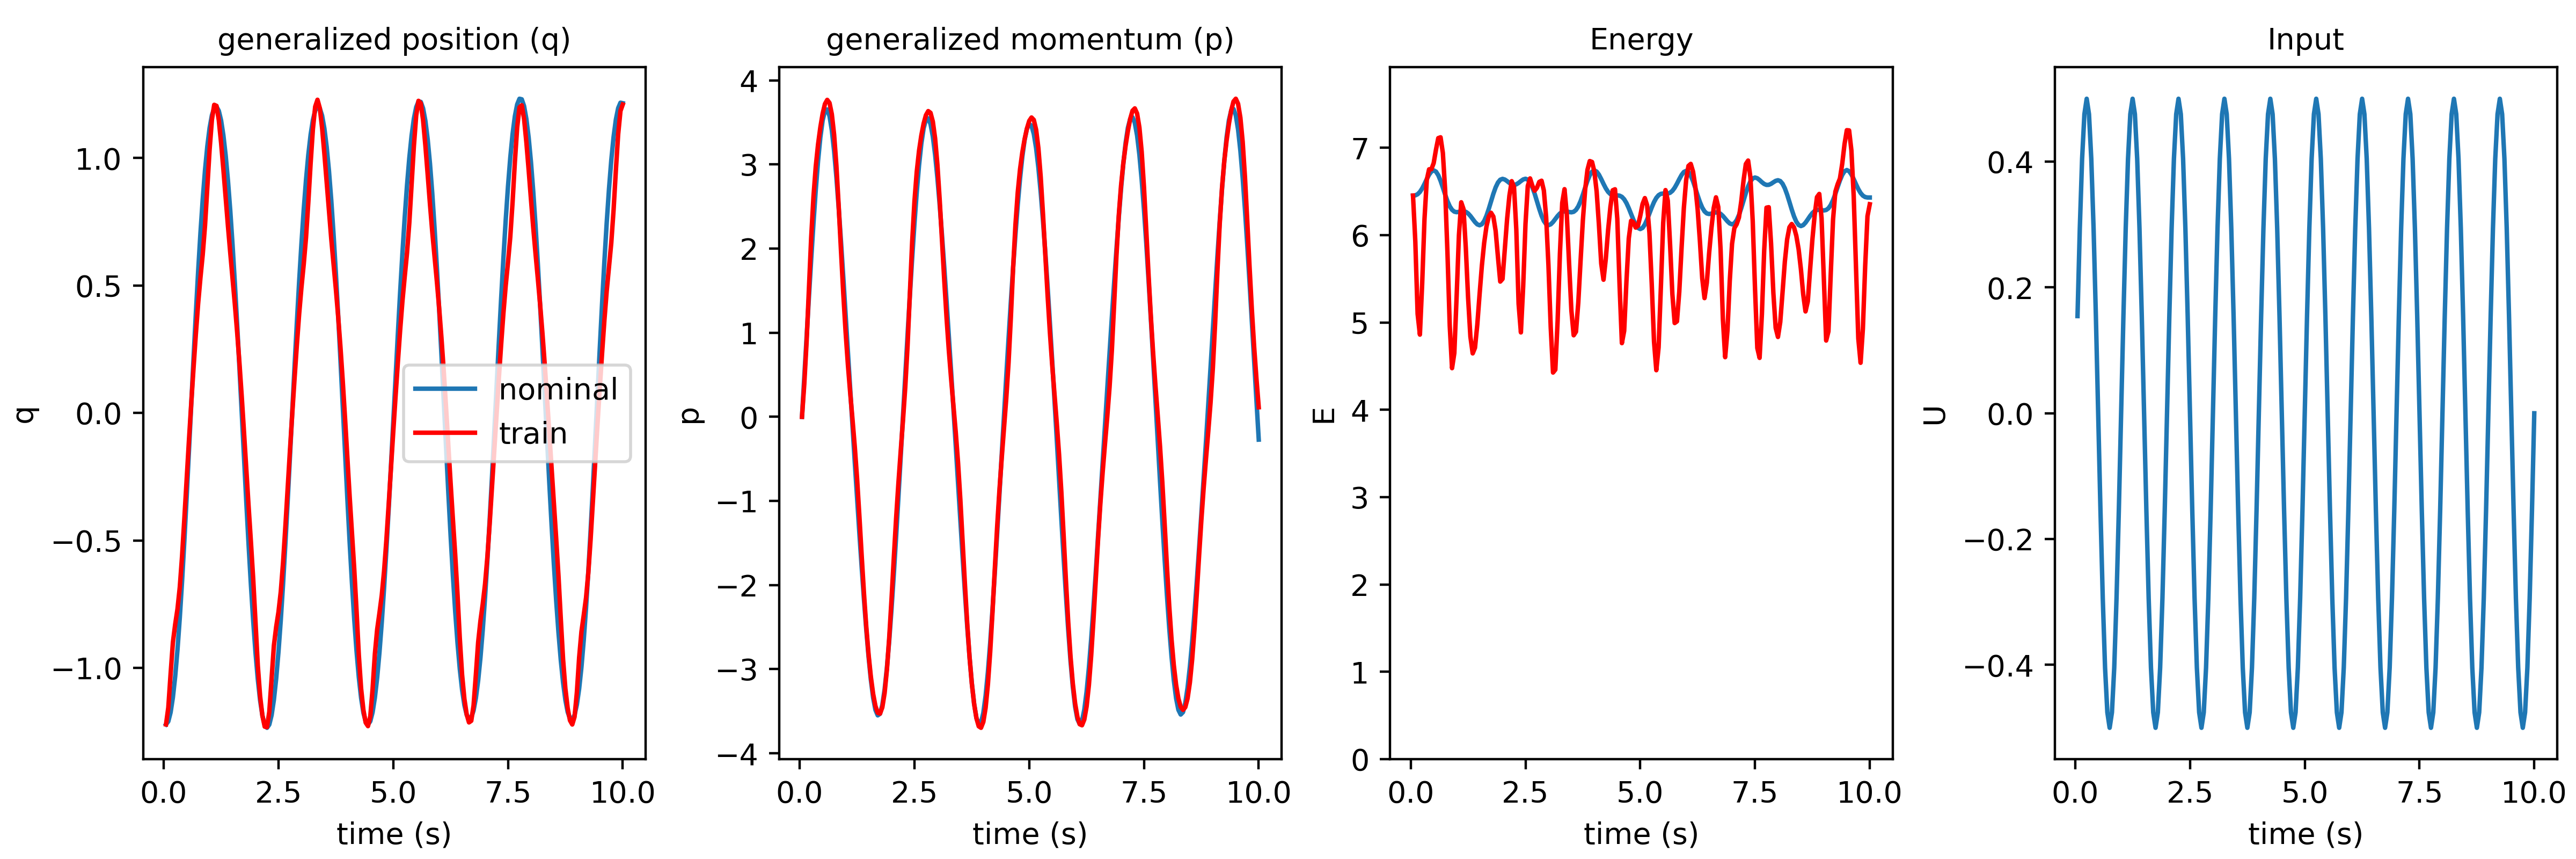 generalized position (q)
q
1.0
0.5
0.0
−0.5
−1.0
nominal
train
0.0 2.5 5.0 7.5 10.0
time (s)
generalized momentum (p)
p
4
3
2
1
0
−1
−2
−3
−4
0.0 2.5 5.0 7.5 10.0
time (s)
Energy
E
7
6
5
4
3
2
1
0
0.0 2.5 5.0 7.5 10.0
time (s)
Input
U
0.4
0.2
0.0
−0.2
−0.4
0.0 2.5 5.0 7.5 10.0
time (s)